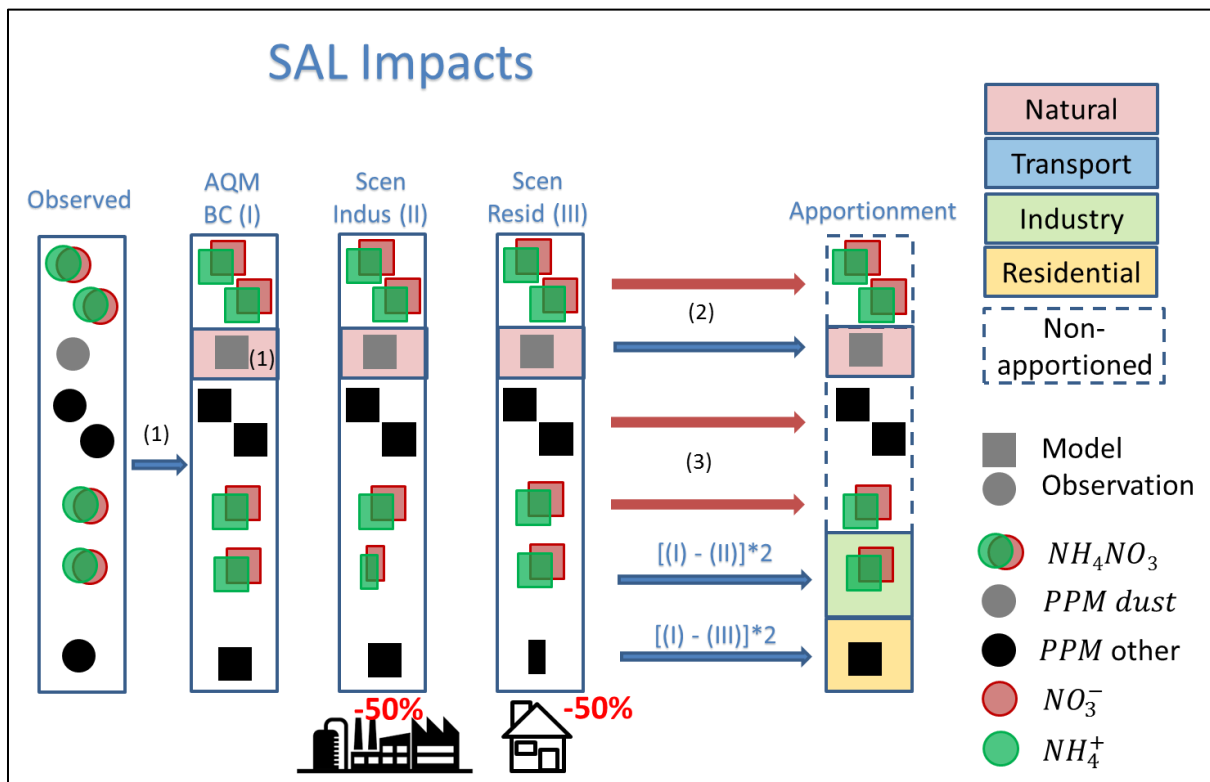 SAL Impacts
Observed
AQM
BC (I)
Scen
Indus (II)
Scen
Resid (III)
Apportionment
(1)
(1)
(2)
(3)
[(I) - (II)]*2
[(I) - (III)]*2
-50%
-50%
Natural
Transport
Industry
Residential
Non-
apportioned
Model
Observation
NH₄NO₃
PPM dust
PPM other
NO₃⁻
NH₄⁺